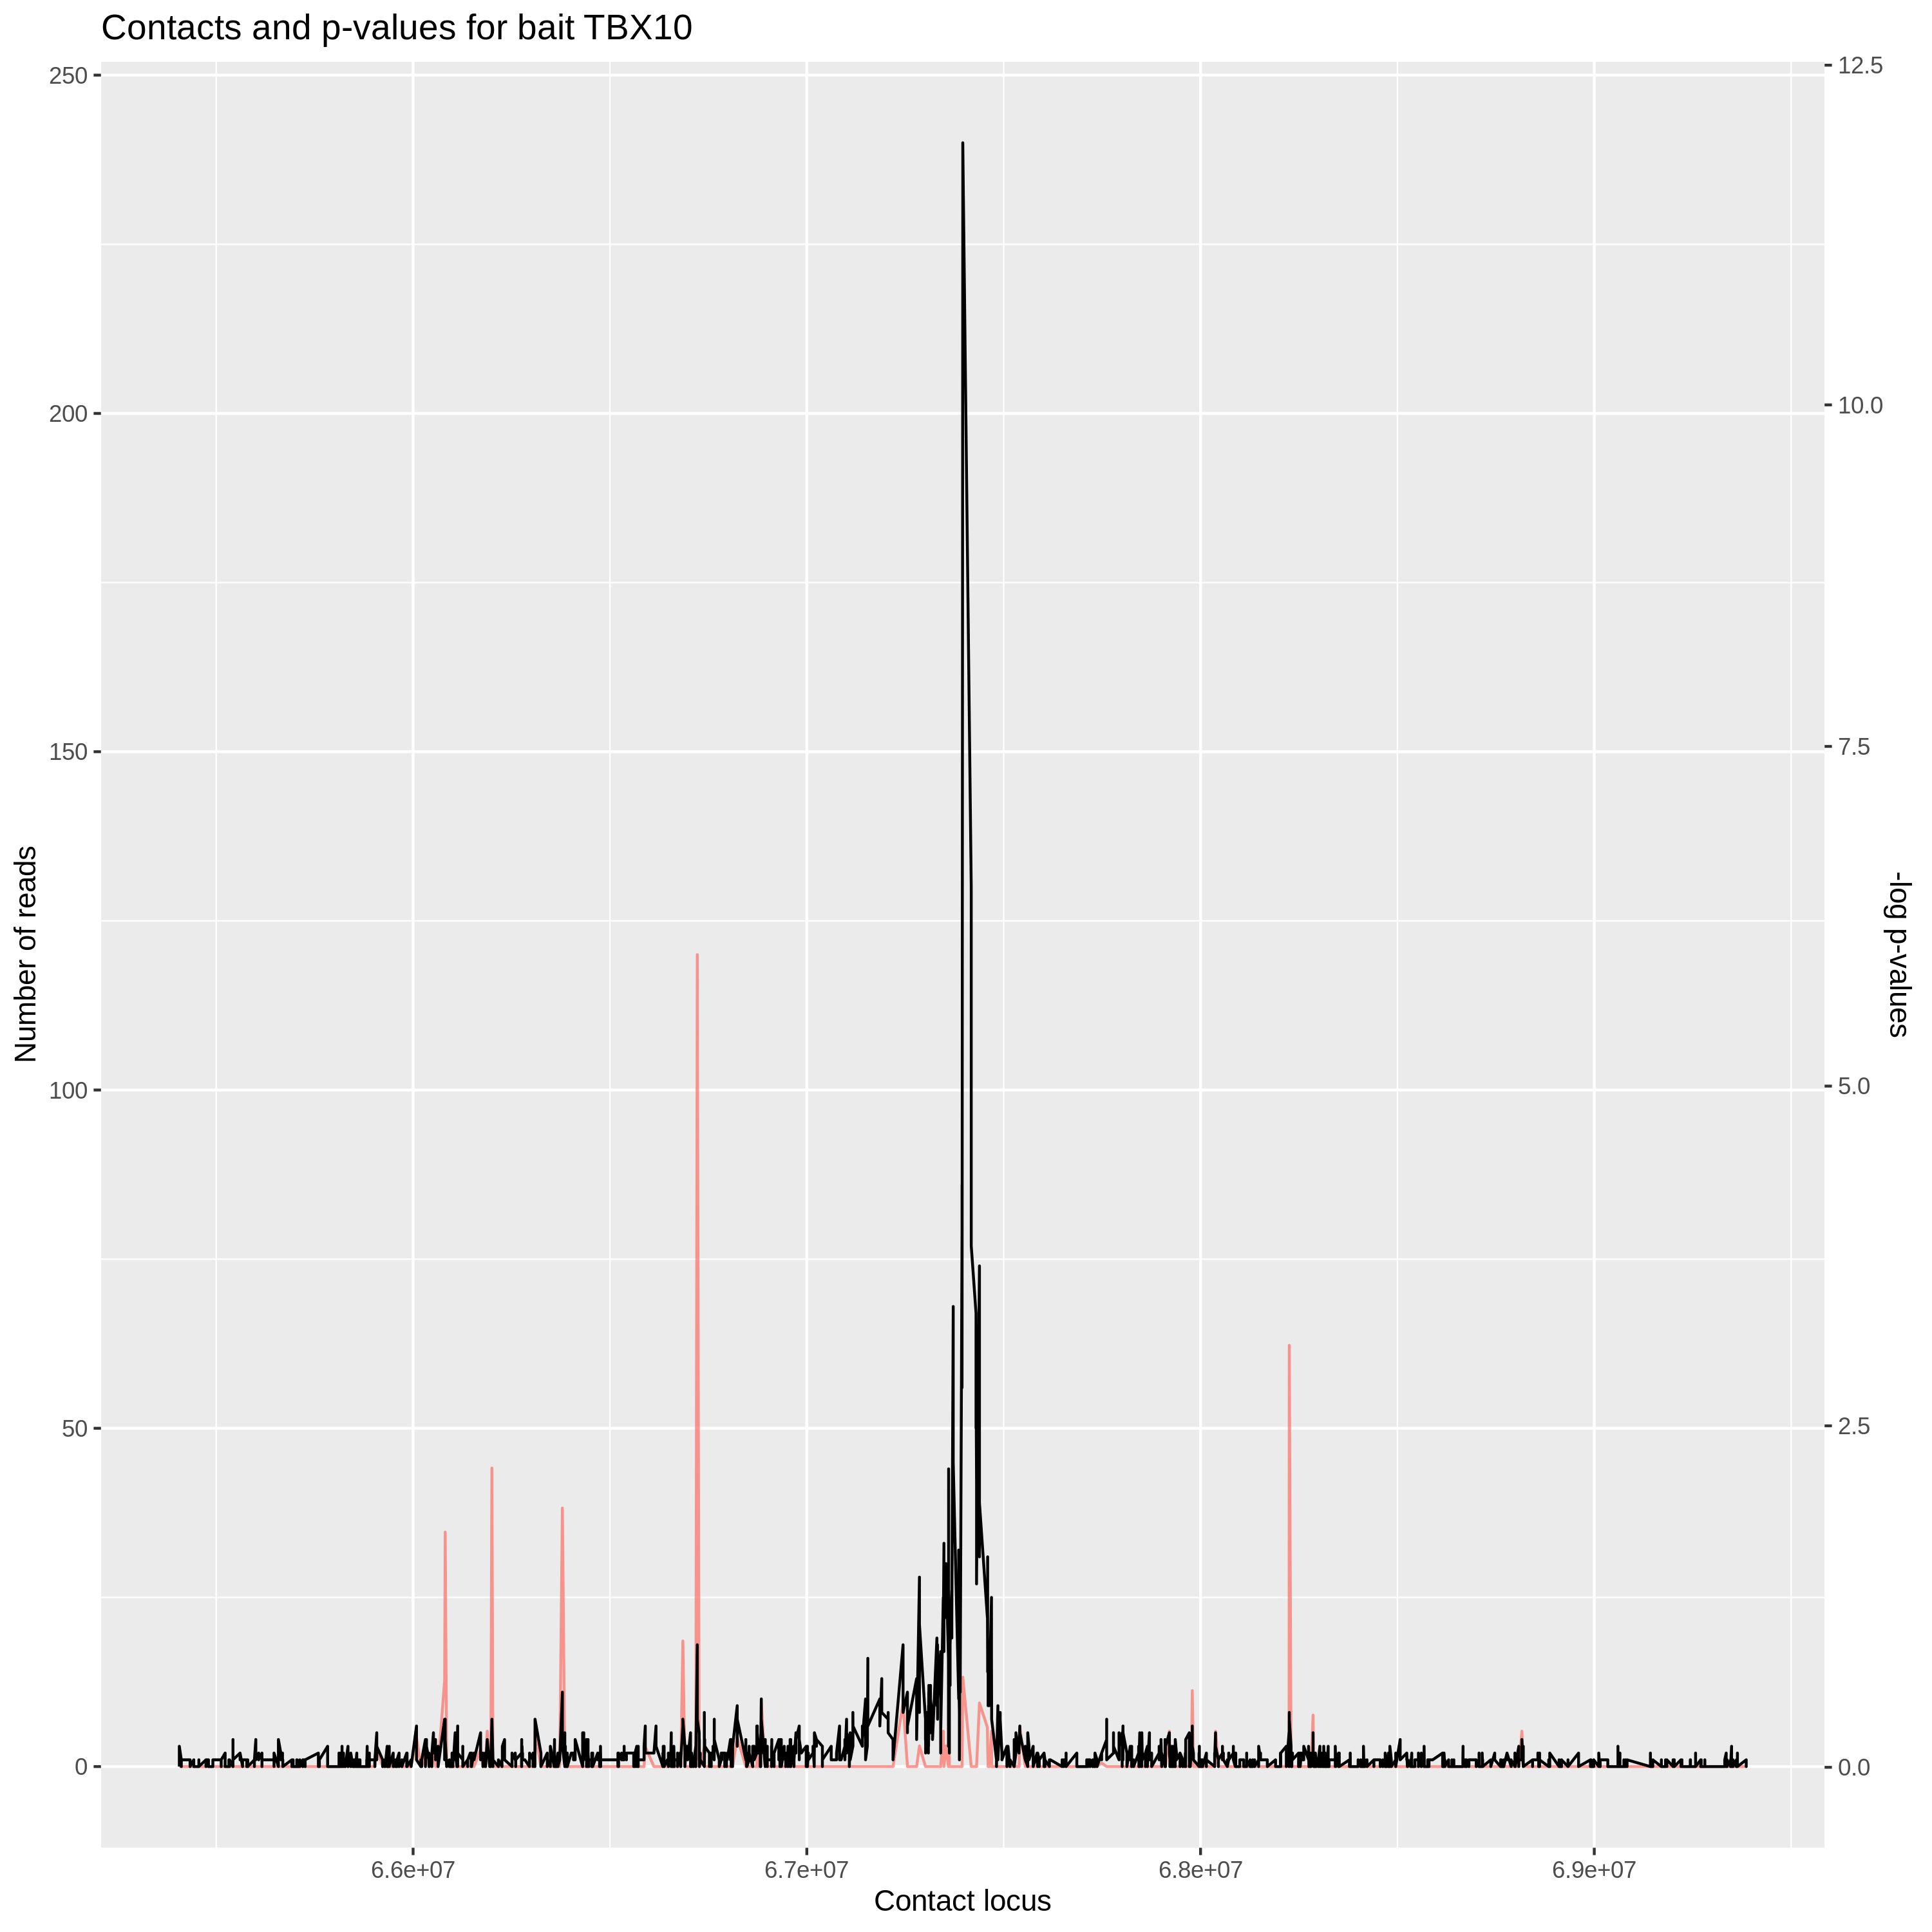 Contacts and p-values for bait TBX10
250
200
150
100
50
0
Number of reads
12.5
10.0
7.5
5.0
2.5
0.0
-log p-values
6.6e+07 6.7e+07 6.8e+07 6.9e+07
Contact locus